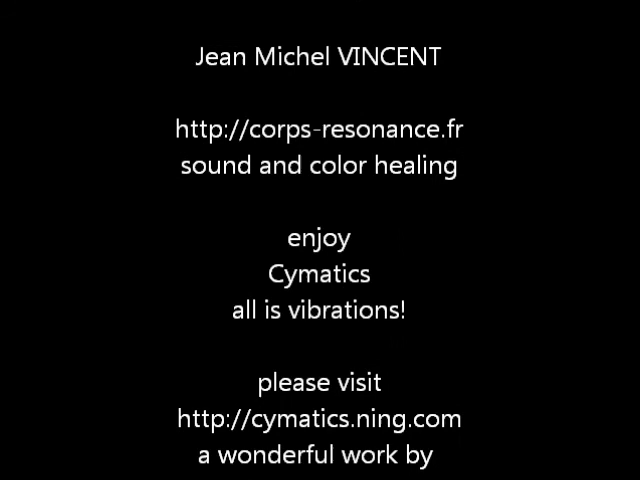 Jean Michel VINCENT
http://corps-resonance.fr
sound and color healing
enjoy
Cymatics
all is vibrations!
please visit
http://cymatics.ning.com
a wonderful work by